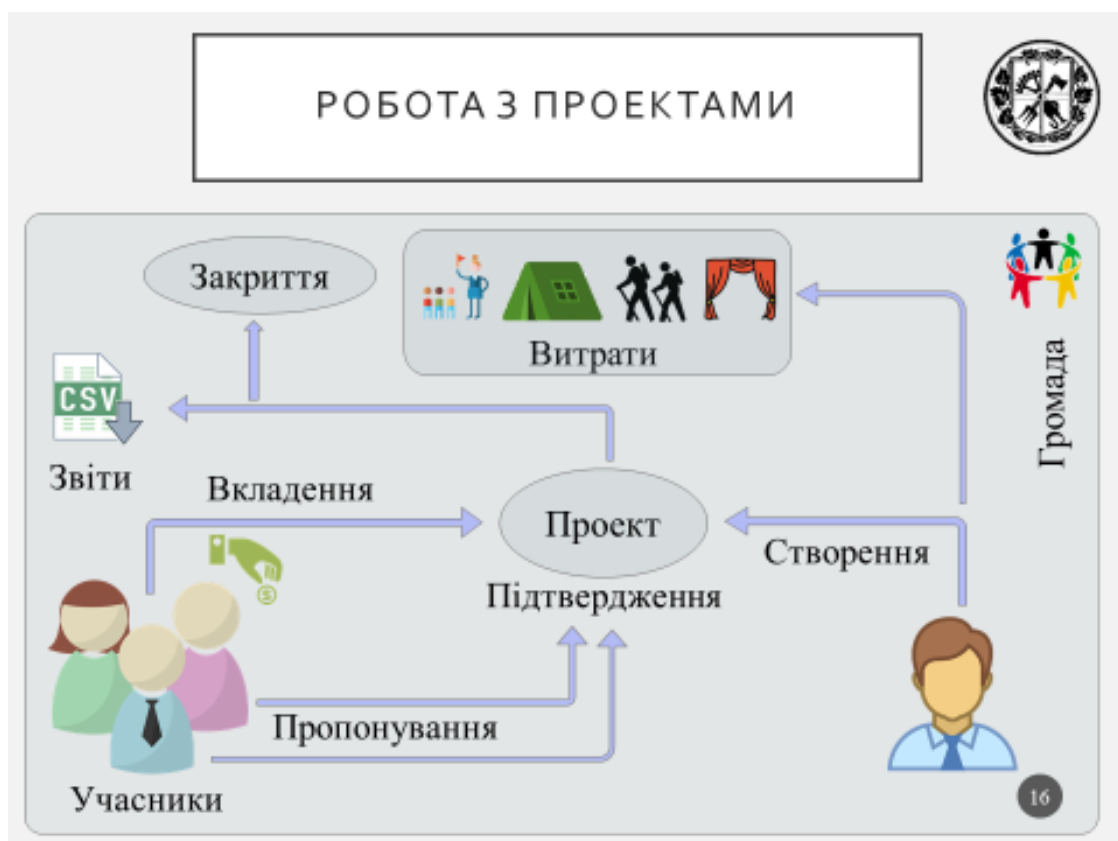 РОБОТА З ПРОЕКТАМИ
Закриття
Витрати
Громада
CSV
Звіти
Вкладення
Проект
Створення
Підтвердження
Пропонування
Учасники
16